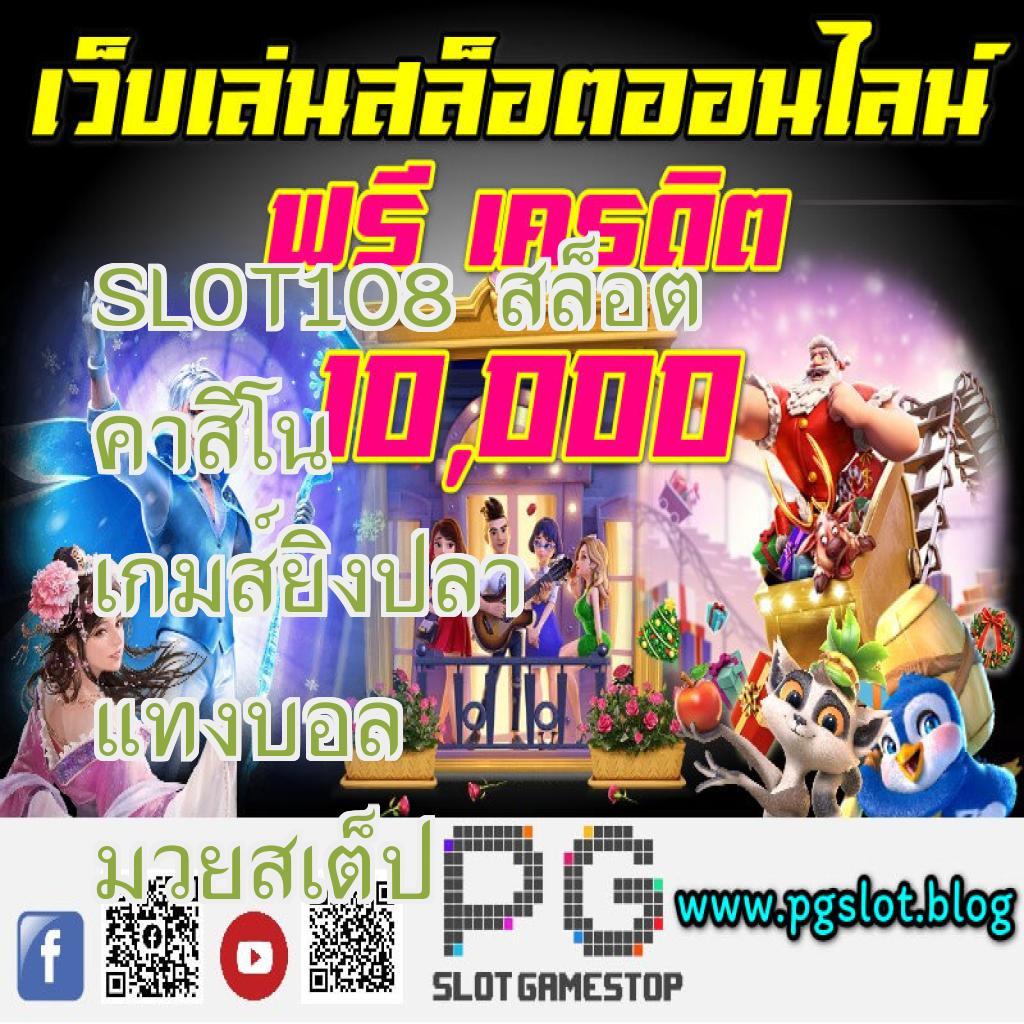 เว็บเล่นสล็อตออนไลน์
ฟรี เครดิต
SLOT108 สล็อต
10,000
คาสิโน
เกมส์ยิงปลา
แทงบอล
มวยสเต็ป
PG
www.pgslot.blog
SLOT GAMESTOP